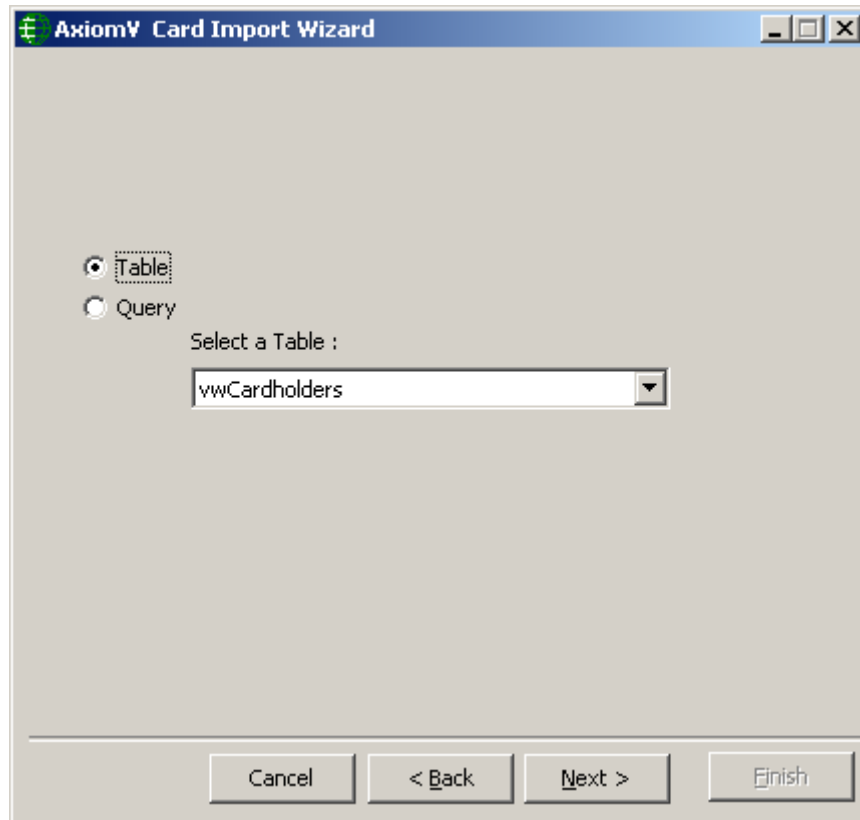 AxiomV Card Import Wizard
Table
Query
Select a Table :
vwCardholders
Cancel
< Back
Next >
Finish